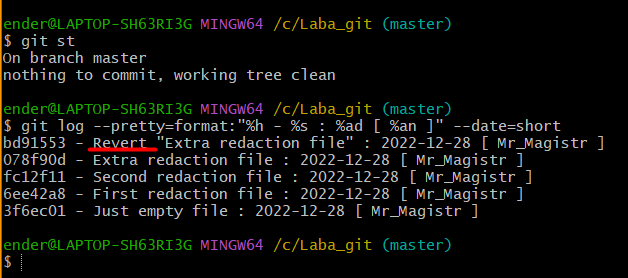 ender@LAPTOP-SH63RI3G MINGW64 /c/Laba_git (master)
$ git st
On branch master
nothing to commit, working tree clean
ender@LAPTOP-SH63RI3G MINGW64 /c/Laba_git (master)
$ git log --pretty=format:"%h - %s : %ad [ %an ]" --date=short
bd91553 - Revert "Extra redaction file" : 2022-12-28 [ Mr_Magistr ]
078f90d - Extra redaction file : 2022-12-28 [ Mr_Magistr ]
fc12f11 - Second redaction file : 2022-12-28 [ Mr_Magistr ]
6ee42a8 - First redaction file : 2022-12-28 [ Mr_Magistr ]
3f6ec01 - Just empty file : 2022-12-28 [ Mr_Magistr ]
ender@LAPTOP-SH63RI3G MINGW64 /c/Laba_git (master)
$